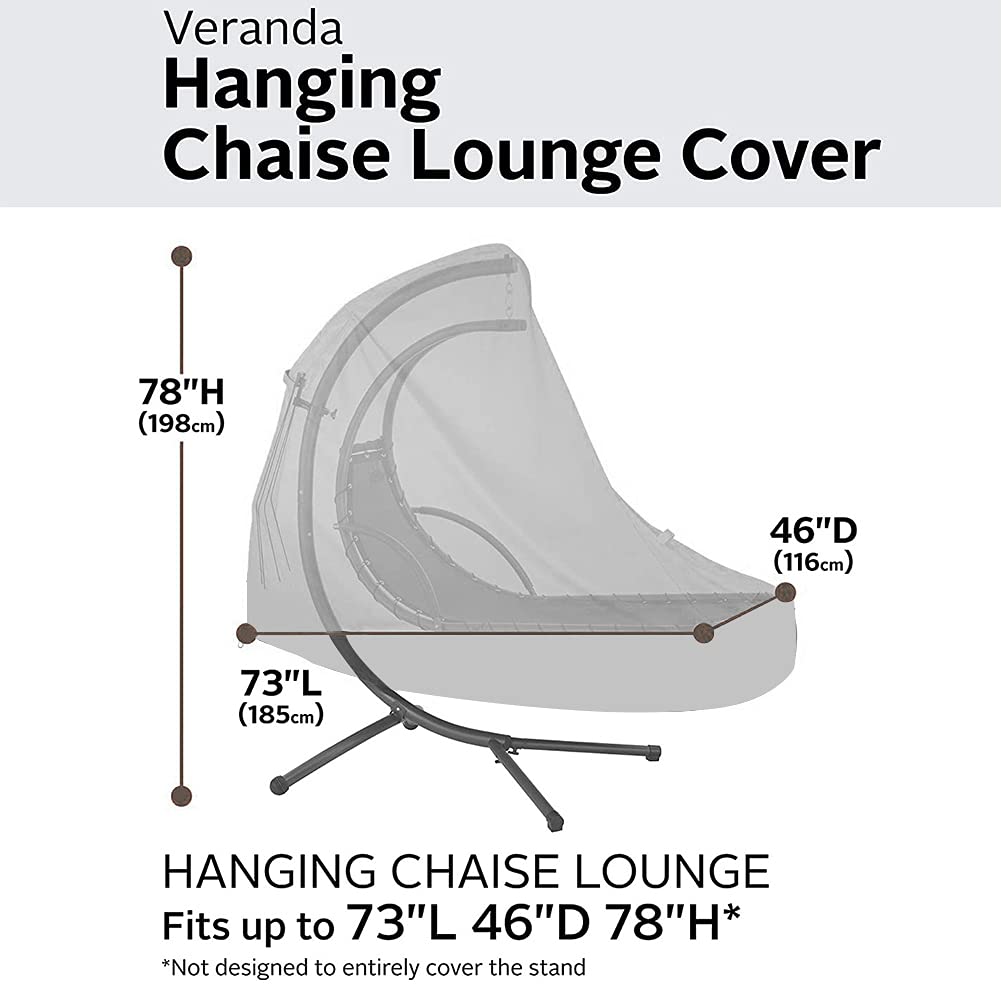 Veranda
Hanging
Chaise Lounge Cover
78"H
(198cm)
46"D
(116cm)
73"L
(185cm)
HANGING CHAISE LOUNGE
Fits up to 73"L 46"D 78"H*
*Not designed to entirely cover the stand